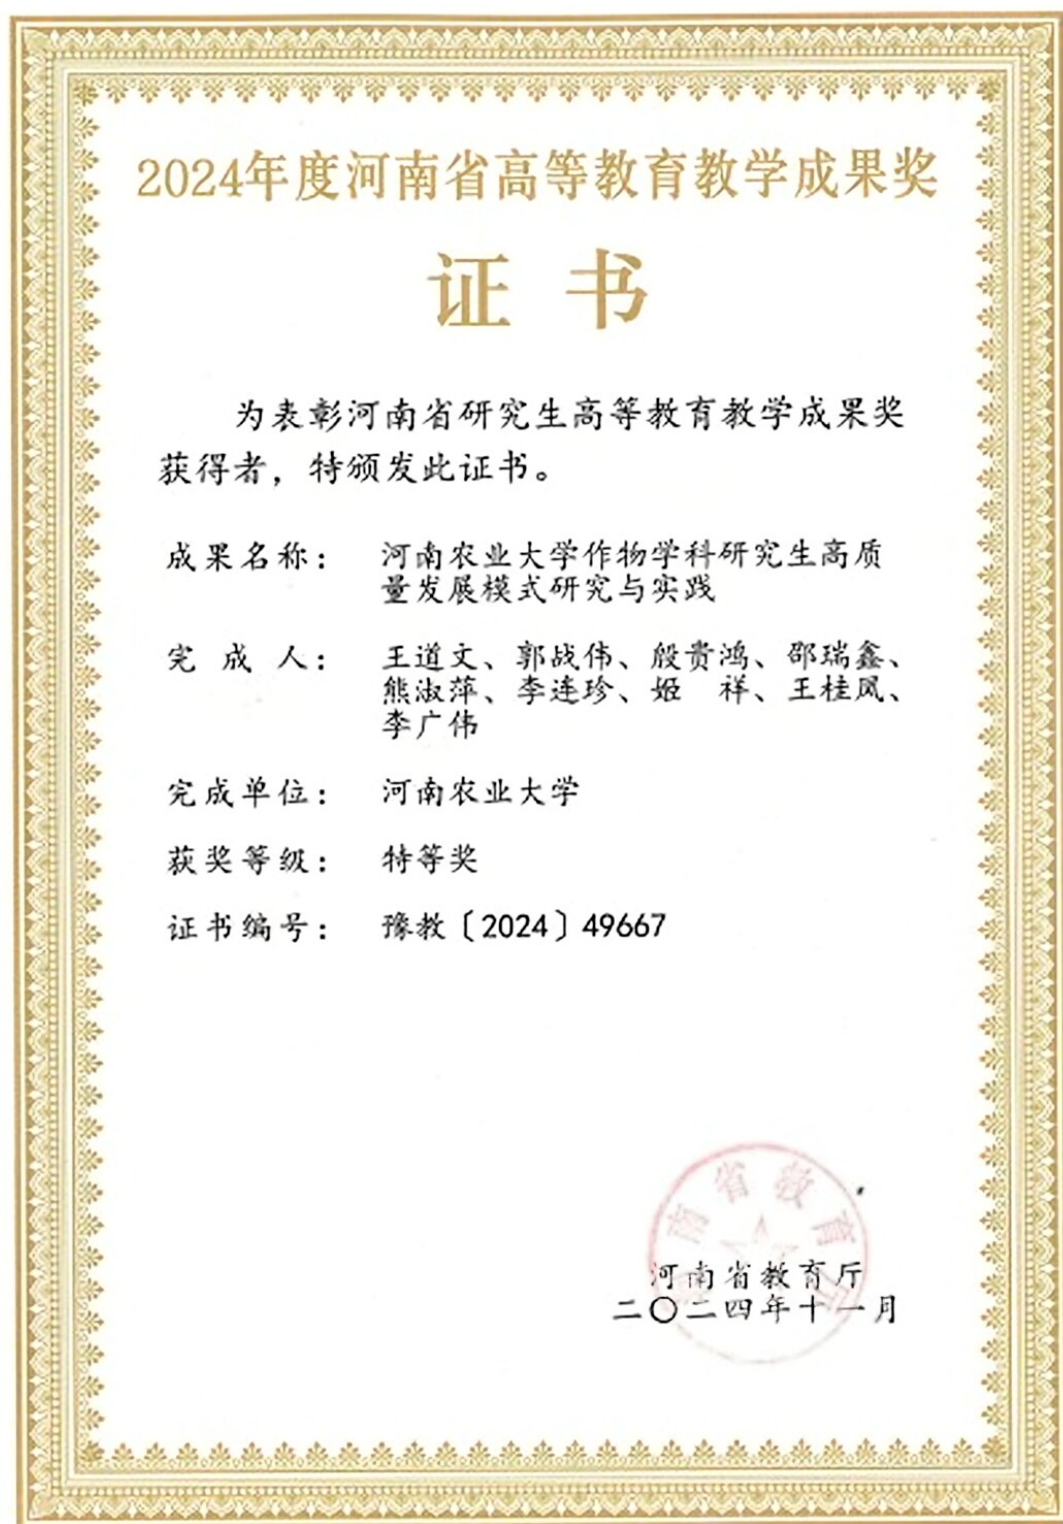 2024年度河南省高等教育教学成果奖
证 书
为表彰河南省研究生高等教育教学成果奖
获得者，特颁发此证书。
成果名称： 河南农业大学作物学科研究生高质
量发展模式研究与实践
完 成 人： 王道文、郭战伟、殷贵鸿、邵瑞鑫、
熊淑萍、李连珍、姬　祥、王桂凤、
李广伟
完成单位： 河南农业大学
获奖等级： 特等奖
证书编号： 豫教〔2024〕49667
南省教育厅
河南省教育厅
二〇二四年十一月